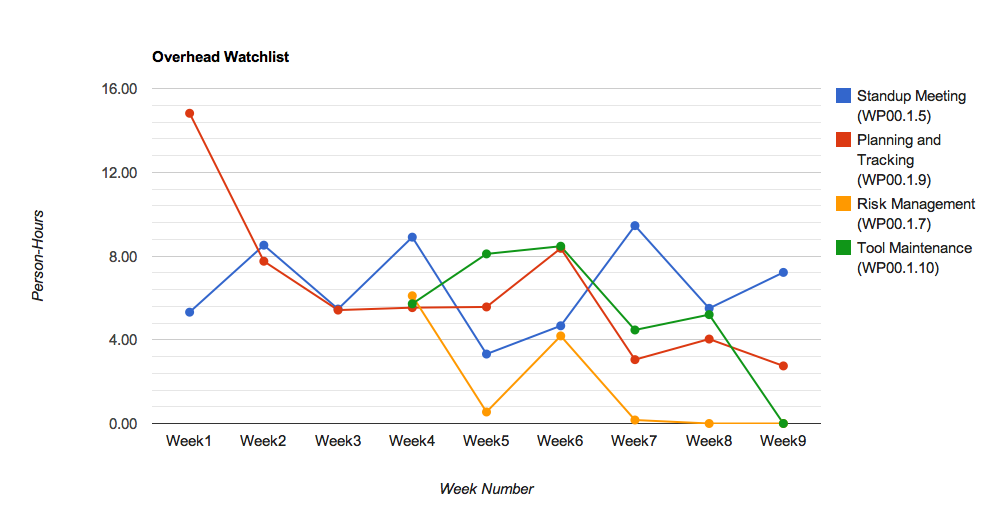 Overhead Watchlist
16.00
12.00
8.00
4.00
0.00
Person-Hours
Week1 Week2 Week3 Week4 Week5 Week6 Week7 Week8 Week9
Week Number
Standup Meeting
(WP00.1.5)
Planning and
Tracking
(WP00.1.9)
Risk Management
(WP00.1.7)
Tool Maintenance
(WP00.1.10)